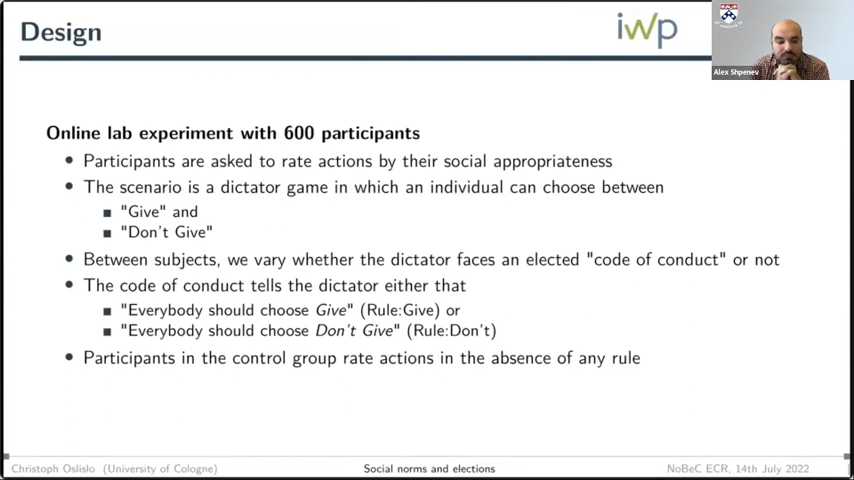 Design
iwp
Alex Shpenev
Online lab experiment with 600 participants
Participants are asked to rate actions by their social appropriateness
The scenario is a dictator game in which an individual can choose between
"Give" and
"Don't Give"
Between subjects, we vary whether the dictator faces an elected "code of conduct" or not
The code of conduct tells the dictator either that
"Everybody should choose Give" (Rule:Give) or
"Everybody should choose Don't Give" (Rule:Don't)
Participants in the control group rate actions in the absence of any rule
Christoph Oslislo (University of Cologne)
Social norms and elections
NoBeC ECR, 14th July 2022